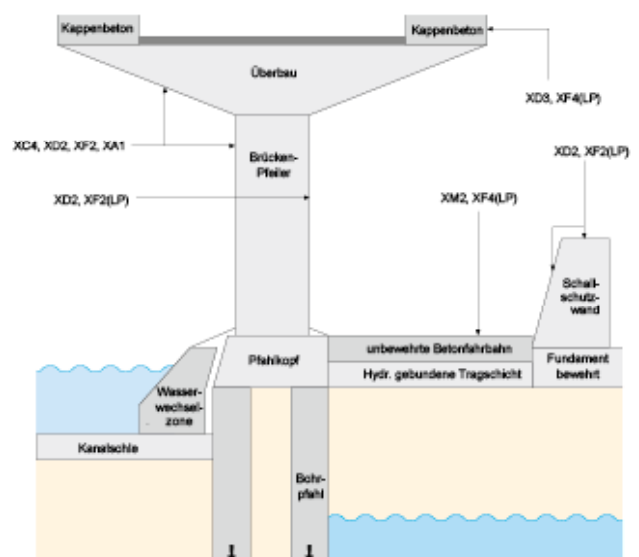 Kappenbeton
Kappenbeton
Überbau
XD3, XF4(LP)
XC4, XD2, XF2, XA1
XD2, XF2(LP)
Brücken-
Pfeiler
XD2, XF2(LP)
XM2, XF4(LP)
Schall-
schutz-
wand
unbewehrte Betonfahrbahn
Pfahlkopf
Hydr. gebundene Tragschicht
Fundament
bewehrt
Wasser-
wechsel-
zone
Kanalsohle
Bohr-
pfahl